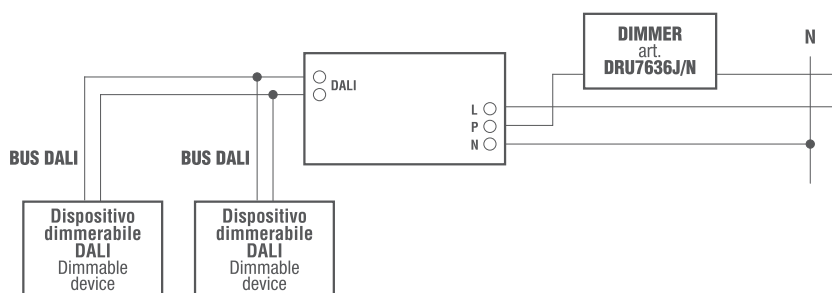 DIMMER
art.
DRU7636J/N
N
DALI
L
P
N
BUS DALI
BUS DALI
Dispositivo
dimmerabile
DALI
Dimmable
device
Dispositivo
dimmerabile
DALI
Dimmable
device